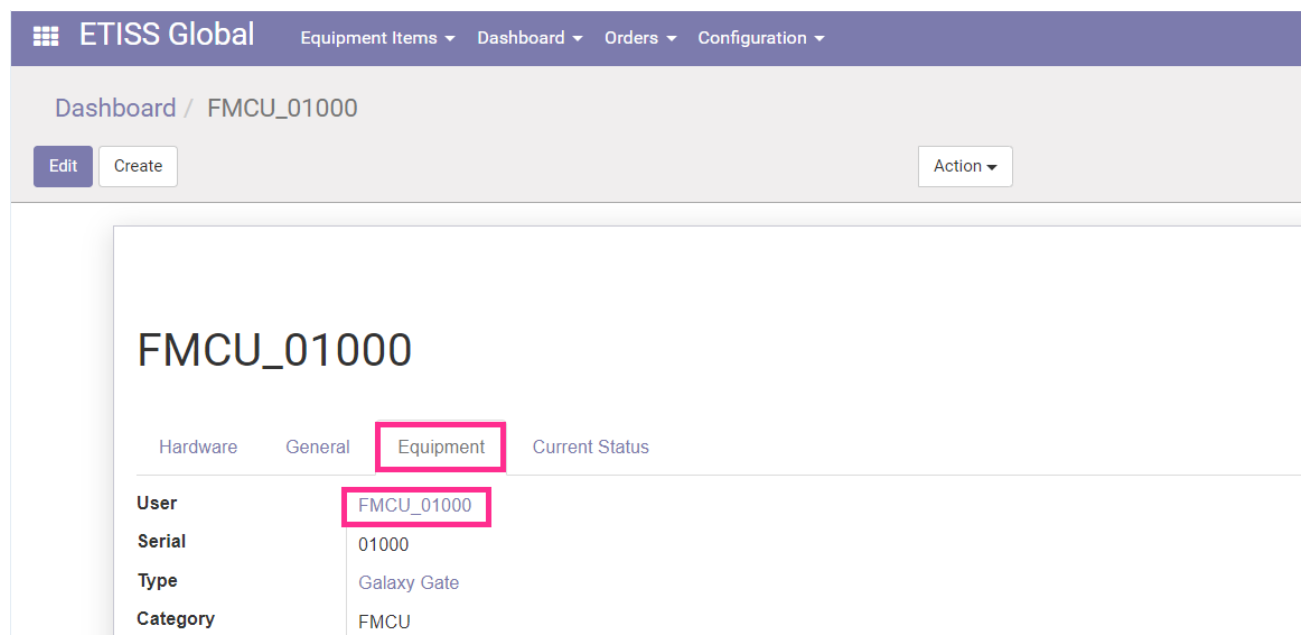 ETISS Global Equipment Items Dashboard Orders Configuration
Dashboard / FMCU_01000
Edit Create Action
FMCU_01000
Hardware General Equipment Current Status
User FMCU_01000
Serial 01000
Type Galaxy Gate
Category FMCU